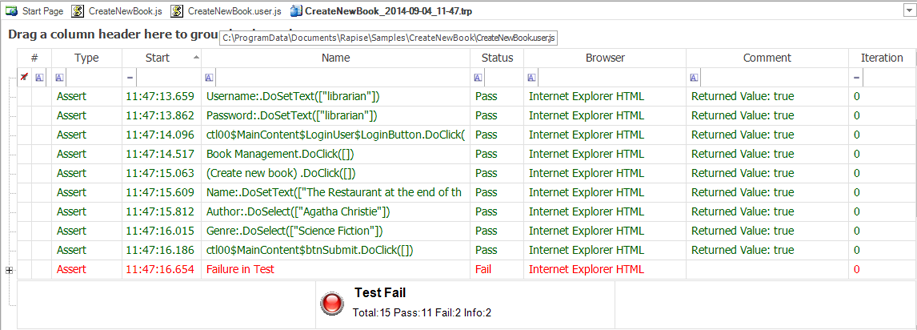 Start Page CreateNewBook.js CreateNewBook.user.js CreateNewBook_2014-09-04_11-47.trp
Drag a column header here to grou
C:\ProgramData\Documents\Rapise\Samples\CreateNewBook\CreateNewBook.user.js
# Type Start Name Status Browser Comment Iteration
Assert 11:47:13.659 Username:.DoSetText(["librarian"]) Pass Internet Explorer HTML Returned Value: true 0
Assert 11:47:13.862 Password:.DoSetText(["librarian"]) Pass Internet Explorer HTML Returned Value: true 0
Assert 11:47:14.096 ctl00$MainContent$LoginUser$LoginButton.DoClick( Pass Internet Explorer HTML Returned Value: true 0
Assert 11:47:14.517 Book Management.DoClick([]) Pass Internet Explorer HTML Returned Value: true 0
Assert 11:47:15.063 (Create new book) .DoClick([]) Pass Internet Explorer HTML Returned Value: true 0
Assert 11:47:15.609 Name:.DoSetText(["The Restaurant at the end of th Pass Internet Explorer HTML Returned Value: true 0
Assert 11:47:15.812 Author:.DoSelect(["Agatha Christie"]) Pass Internet Explorer HTML Returned Value: true 0
Assert 11:47:16.015 Genre:.DoSelect(["Science Fiction"]) Pass Internet Explorer HTML Returned Value: true 0
Assert 11:47:16.186 ctl00$MainContent$btnSubmit.DoClick([]) Pass Internet Explorer HTML Returned Value: true 0
Assert 11:47:16.654 Failure in Test Fail Internet Explorer HTML 0
Test Fail
Total:15 Pass:11 Fail:2 Info:2